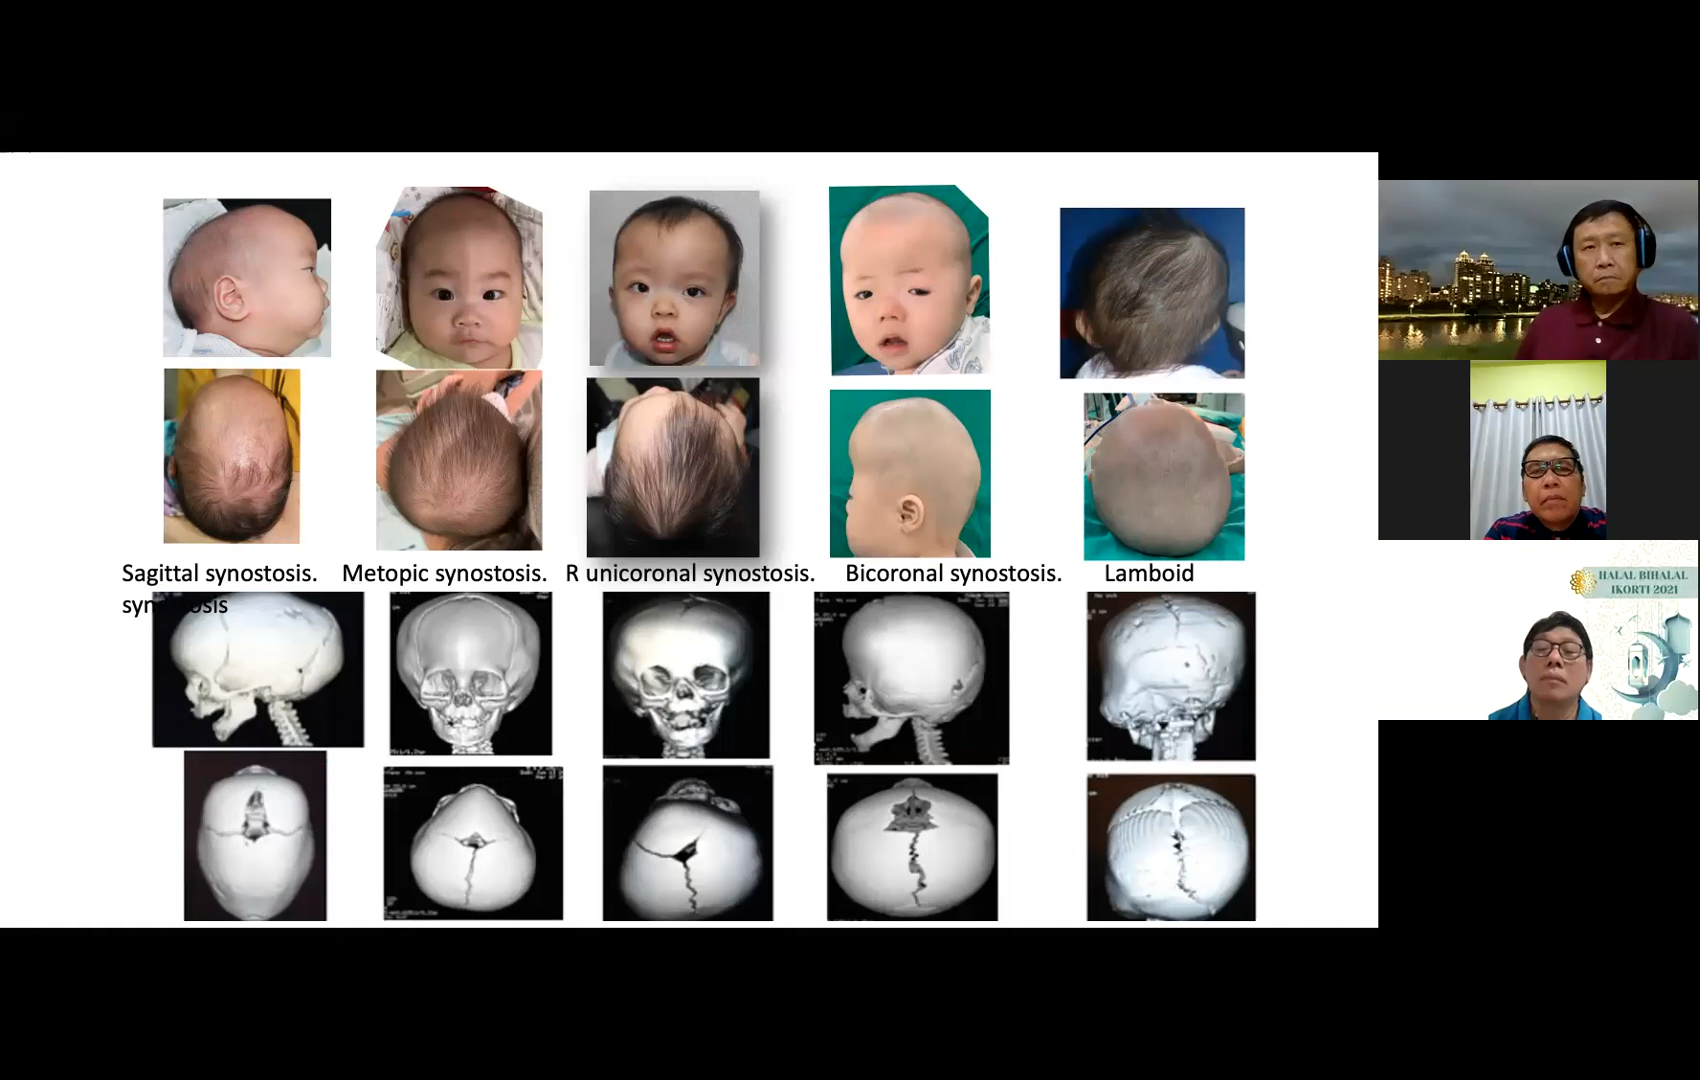 Sagittal synostosis. Metopic synostosis. R unicoronal synostosis. Bicoronal synostosis. Lamboid
HALAL BIHALAL
IKORTI 2021